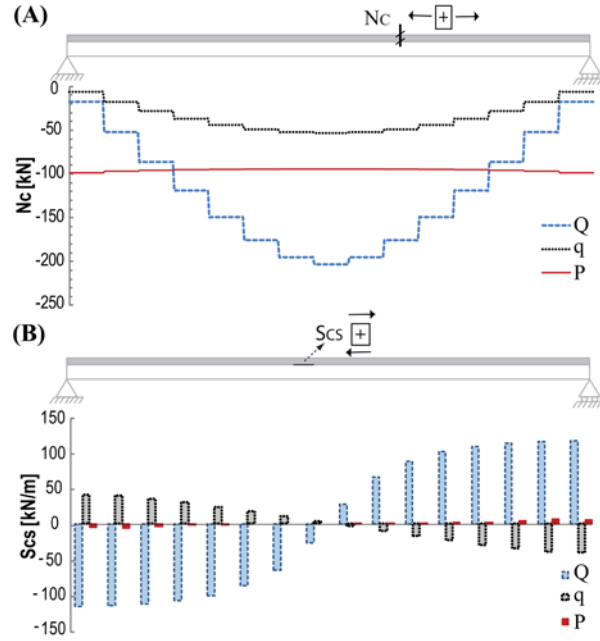 (A)
Nc
+
0
-50
-100
-150
-200
-250
Nc [kN]
Q
q
P
(B)
Scs
+
150
100
50
0
- 50
- 100
- 150
Scs [kN/m]
Q
q
P